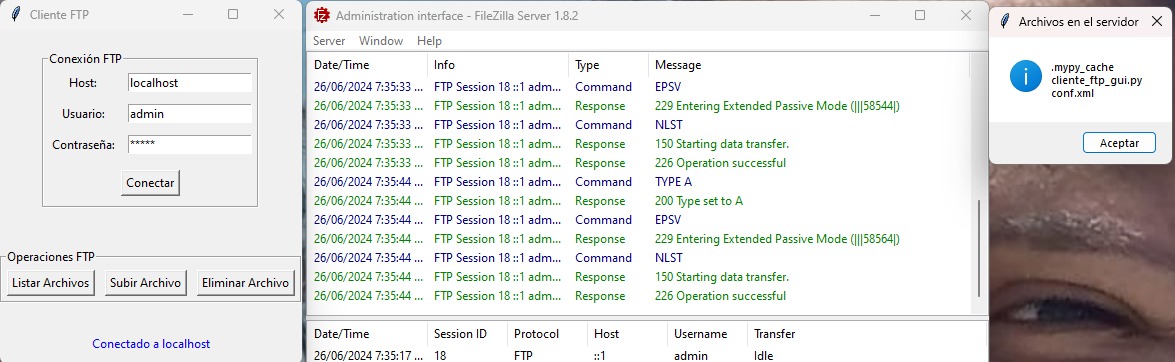 Cliente FTP
Conexión FTP
Host: localhost
Usuario: admin
Contraseña: *****
Conectar
Operaciones FTP
Listar Archivos Subir Archivo Eliminar Archivo
Conectado a localhost
Administration interface - FileZilla Server 1.8.2
Server Window Help
Date/Time Info Type Message
26/06/2024 7:35:33 ... FTP Session 18 ::1 adm... Command EPSV
26/06/2024 7:35:33 ... FTP Session 18 ::1 adm... Response 229 Entering Extended Passive Mode (|||58544|)
26/06/2024 7:35:33 ... FTP Session 18 ::1 adm... Command NLST
26/06/2024 7:35:33 ... FTP Session 18 ::1 adm... Response 150 Starting data transfer.
26/06/2024 7:35:33 ... FTP Session 18 ::1 adm... Response 226 Operation successful
26/06/2024 7:35:44 ... FTP Session 18 ::1 adm... Command TYPE A
26/06/2024 7:35:44 ... FTP Session 18 ::1 adm... Response 200 Type set to A
26/06/2024 7:35:44 ... FTP Session 18 ::1 adm... Command EPSV
26/06/2024 7:35:44 ... FTP Session 18 ::1 adm... Response 229 Entering Extended Passive Mode (|||58564|)
26/06/2024 7:35:44 ... FTP Session 18 ::1 adm... Command NLST
26/06/2024 7:35:44 ... FTP Session 18 ::1 adm... Response 150 Starting data transfer.
26/06/2024 7:35:44 ... FTP Session 18 ::1 adm... Response 226 Operation successful
Date/Time Session ID Protocol Host Username Transfer
26/06/2024 7:35:17 ... 18 FTP ::1 admin Idle
Archivos en el servidor
.mypy_cache
cliente_ftp_gui.py
conf.xml
Aceptar